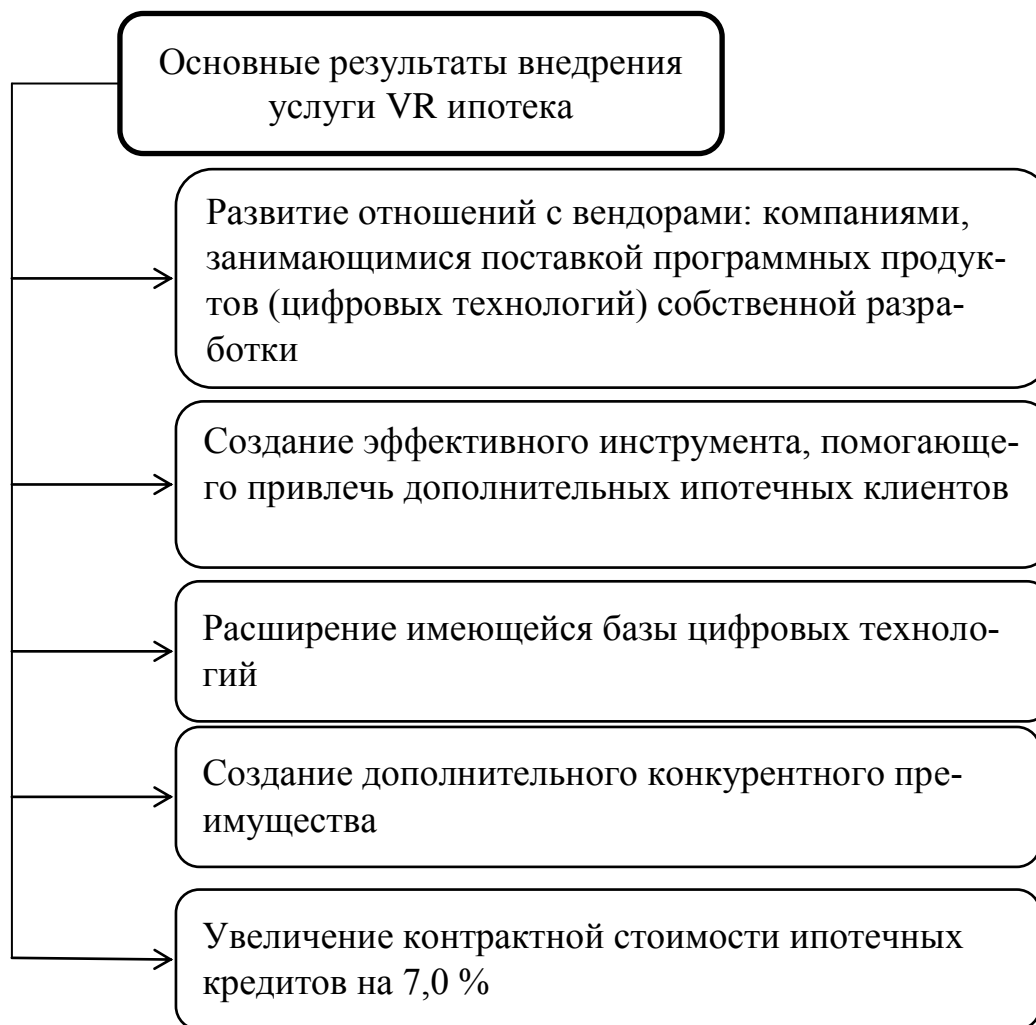 Основные результаты внедрения
услуги VR ипотека
Развитие отношений с вендорами: компаниями,
занимающимися поставкой программных продук-
тов (цифровых технологий) собственной разра-
ботки
Создание эффективного инструмента, помогающе-
го привлечь дополнительных ипотечных клиентов
Расширение имеющейся базы цифровых техноло-
гий
Создание дополнительного конкурентного пре-
имущества
Увеличение контрактной стоимости ипотечных
кредитов на 7,0 %